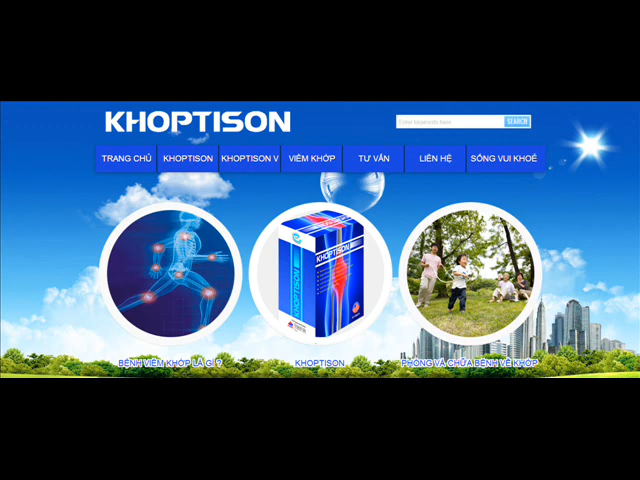 KHOPTISON
Enter keywords here
SEARCH
TRANG CHỦ
KHOPTISON
KHOPTISON V
VIÊM KHỚP
TƯ VẤN
LIÊN HỆ
SỐNG VUI KHOẺ
KHOPTISON
KHOPTISON
BỆNH VIÊM KHỚP LÀ GÌ ?
KHOPTISON
PHÒNG VÀ CHỮA BỆNH VỀ KHỚP